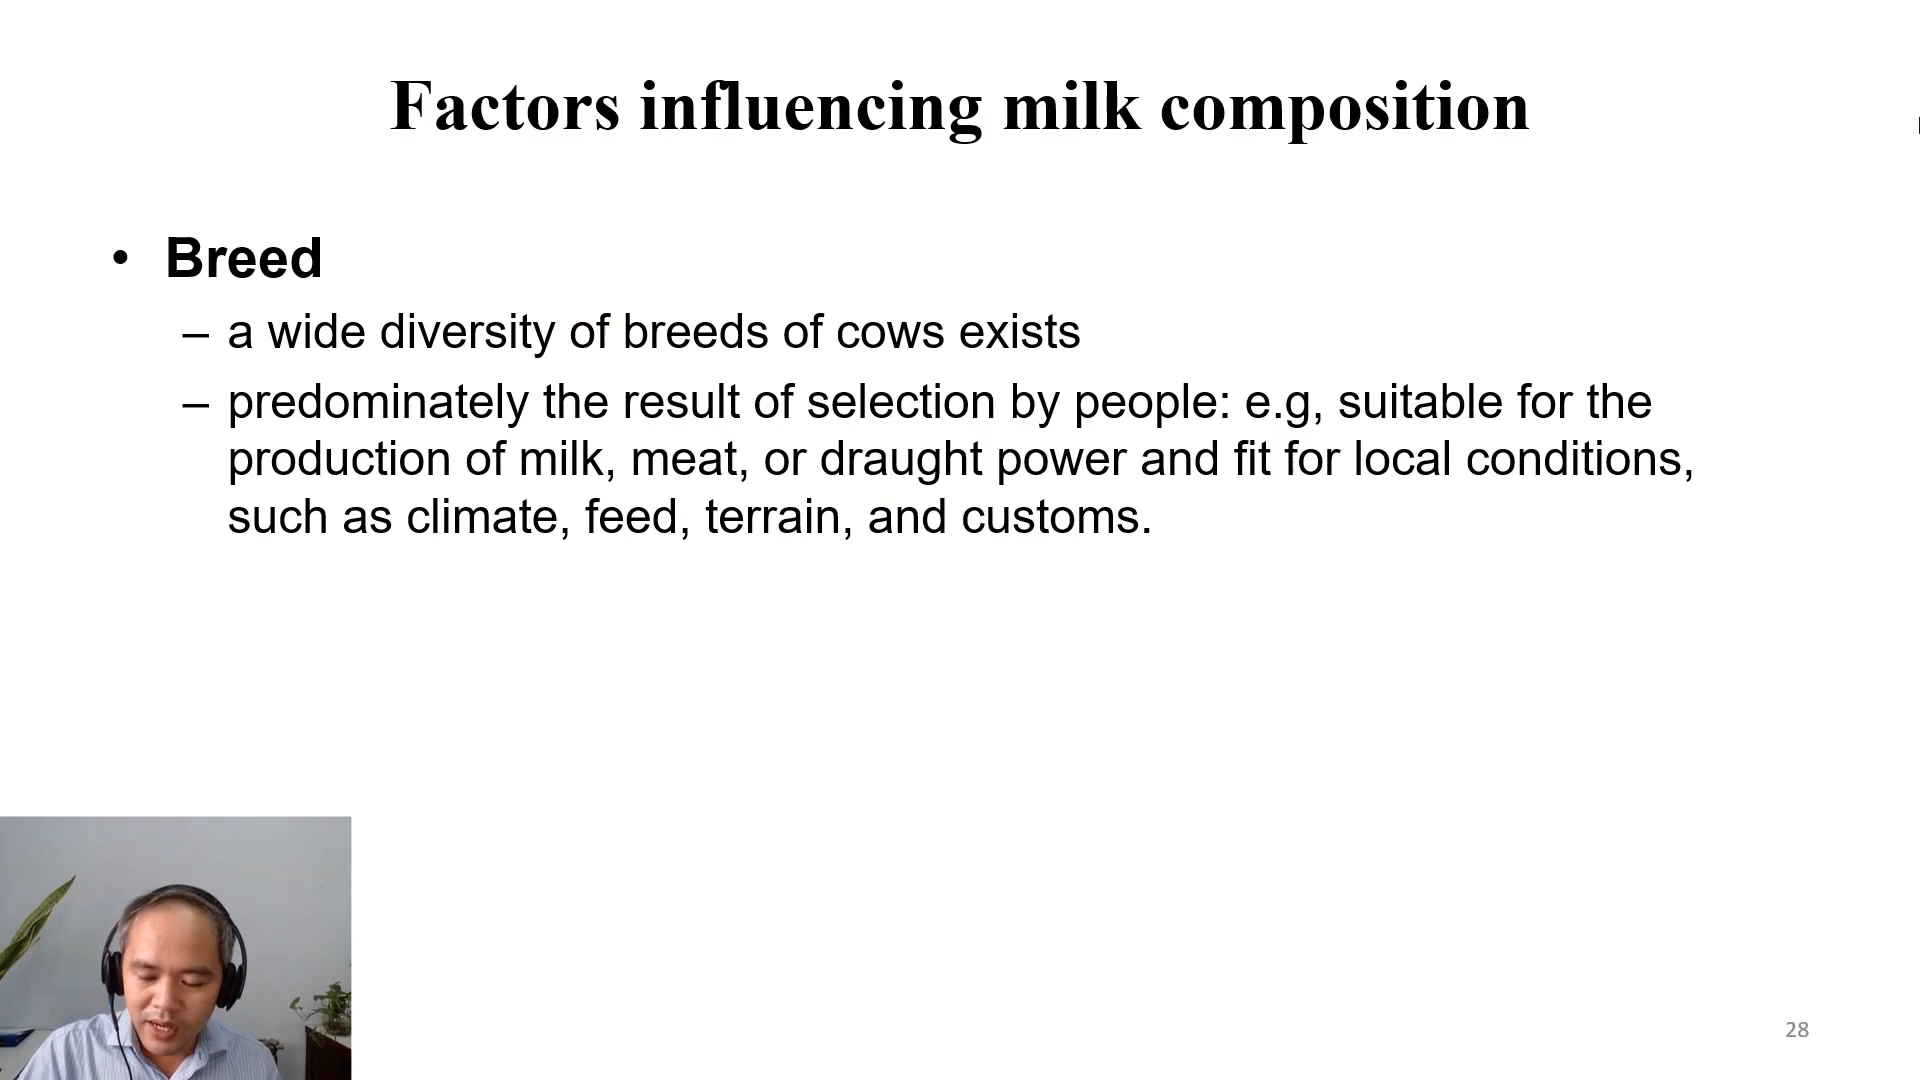 Factors influencing milk composition
• Breed
– a wide diversity of breeds of cows exists
– predominately the result of selection by people: e.g, suitable for the
production of milk, meat, or draught power and fit for local conditions,
such as climate, feed, terrain, and customs.
28